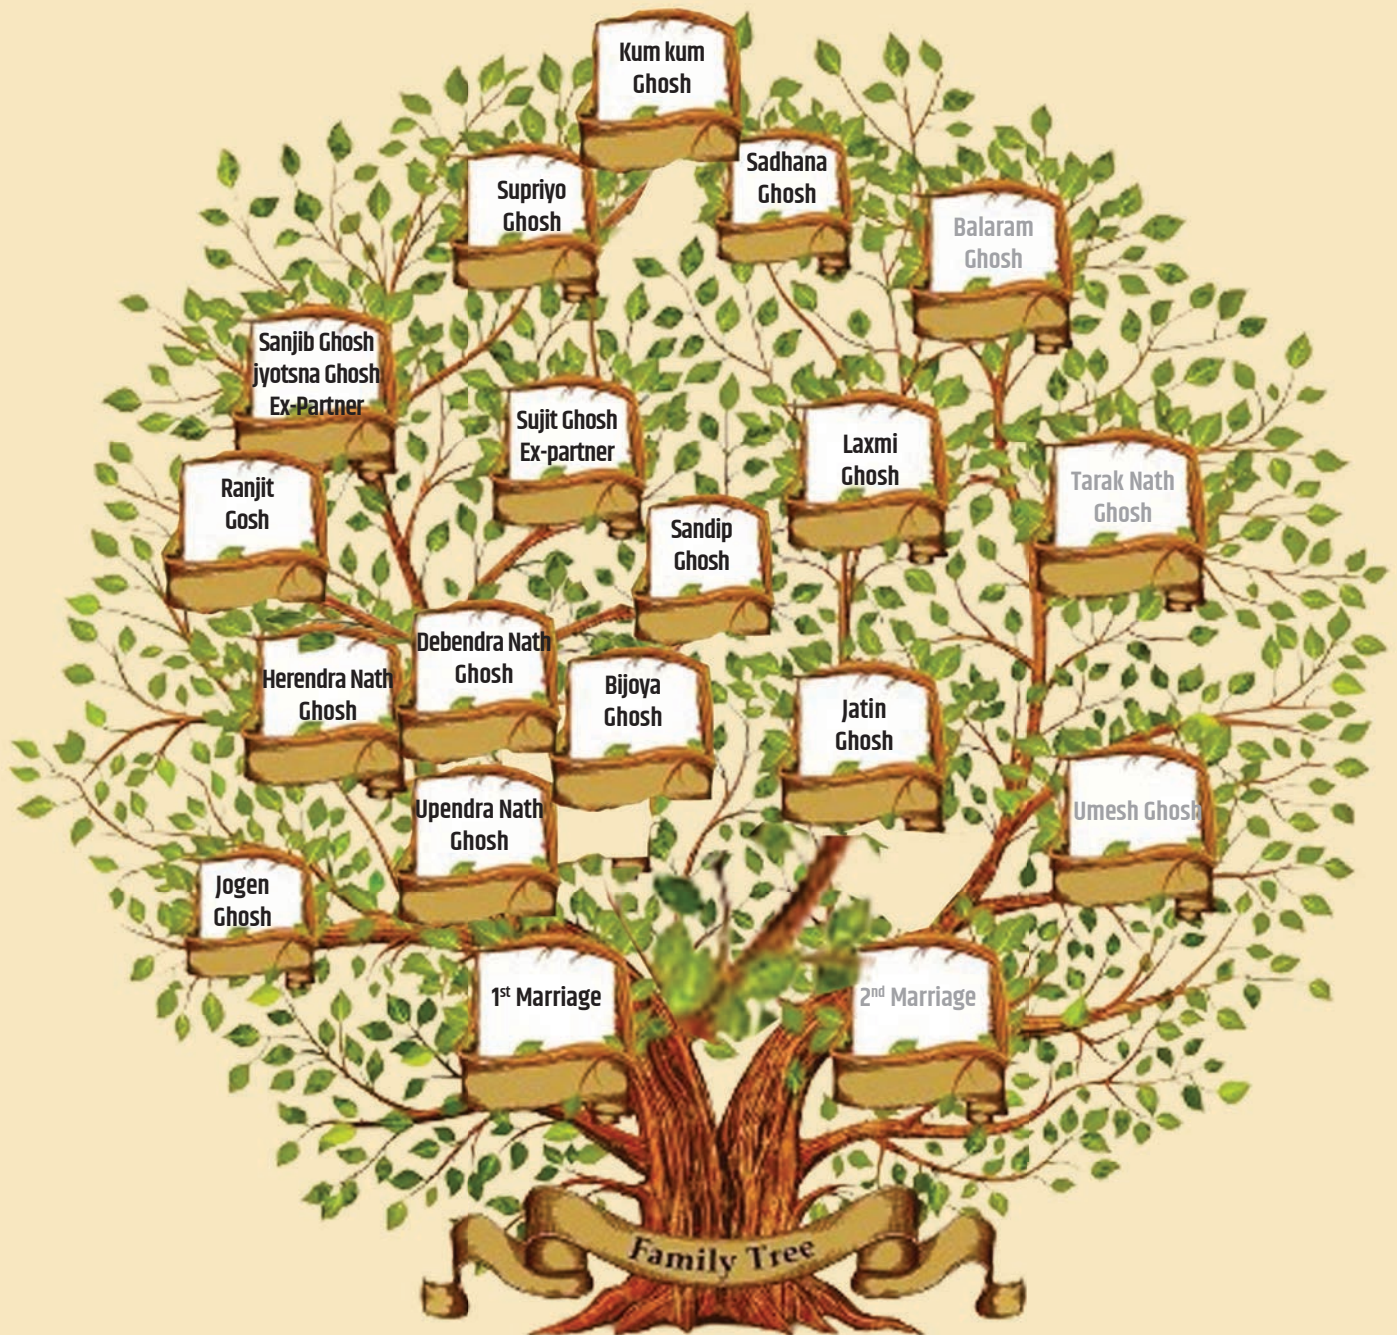 Kum kum
Ghosh
Sadhana
Ghosh
Supriyo
Ghosh
Balaram
Ghosh
Sanjib Ghosh
jyotsna Ghosh
Ex-Partner
Sujit Ghosh
Ex-partner
Laxmi
Ghosh
Tarak Nath
Ghosh
Ranjit
Gosh
Sandip
Ghosh
Debendra Nath
Ghosh
Herendra Nath
Ghosh
Bijoya
Ghosh
Jatin
Ghosh
Upendra Nath
Ghosh
Umesh Ghosh
Jogen
Ghosh
1st Marriage
2nd Marriage
Family Tree